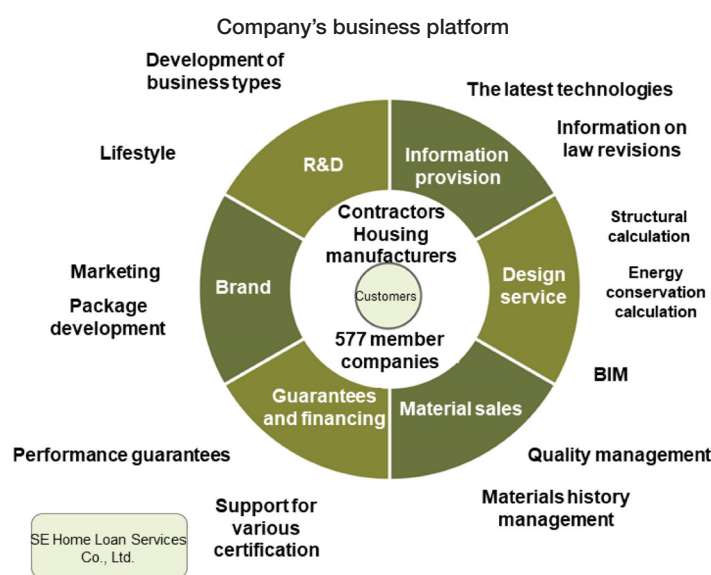 Company's business platform
Development of
business types
The latest technologies
Information on
law revisions
Lifestyle
R&D
Information
provision
Contractors
Housing
manufacturers
Structural
calculation
Marketing
Package
development
Brand
Customers
Design
service
Energy
conservation
calculation
577 member
companies
BIM
Guarantees
and financing
Material sales
Performance guarantees
Quality management
Support for
various
certification
Materials history
management
SE Home Loan Services
Co., Ltd.